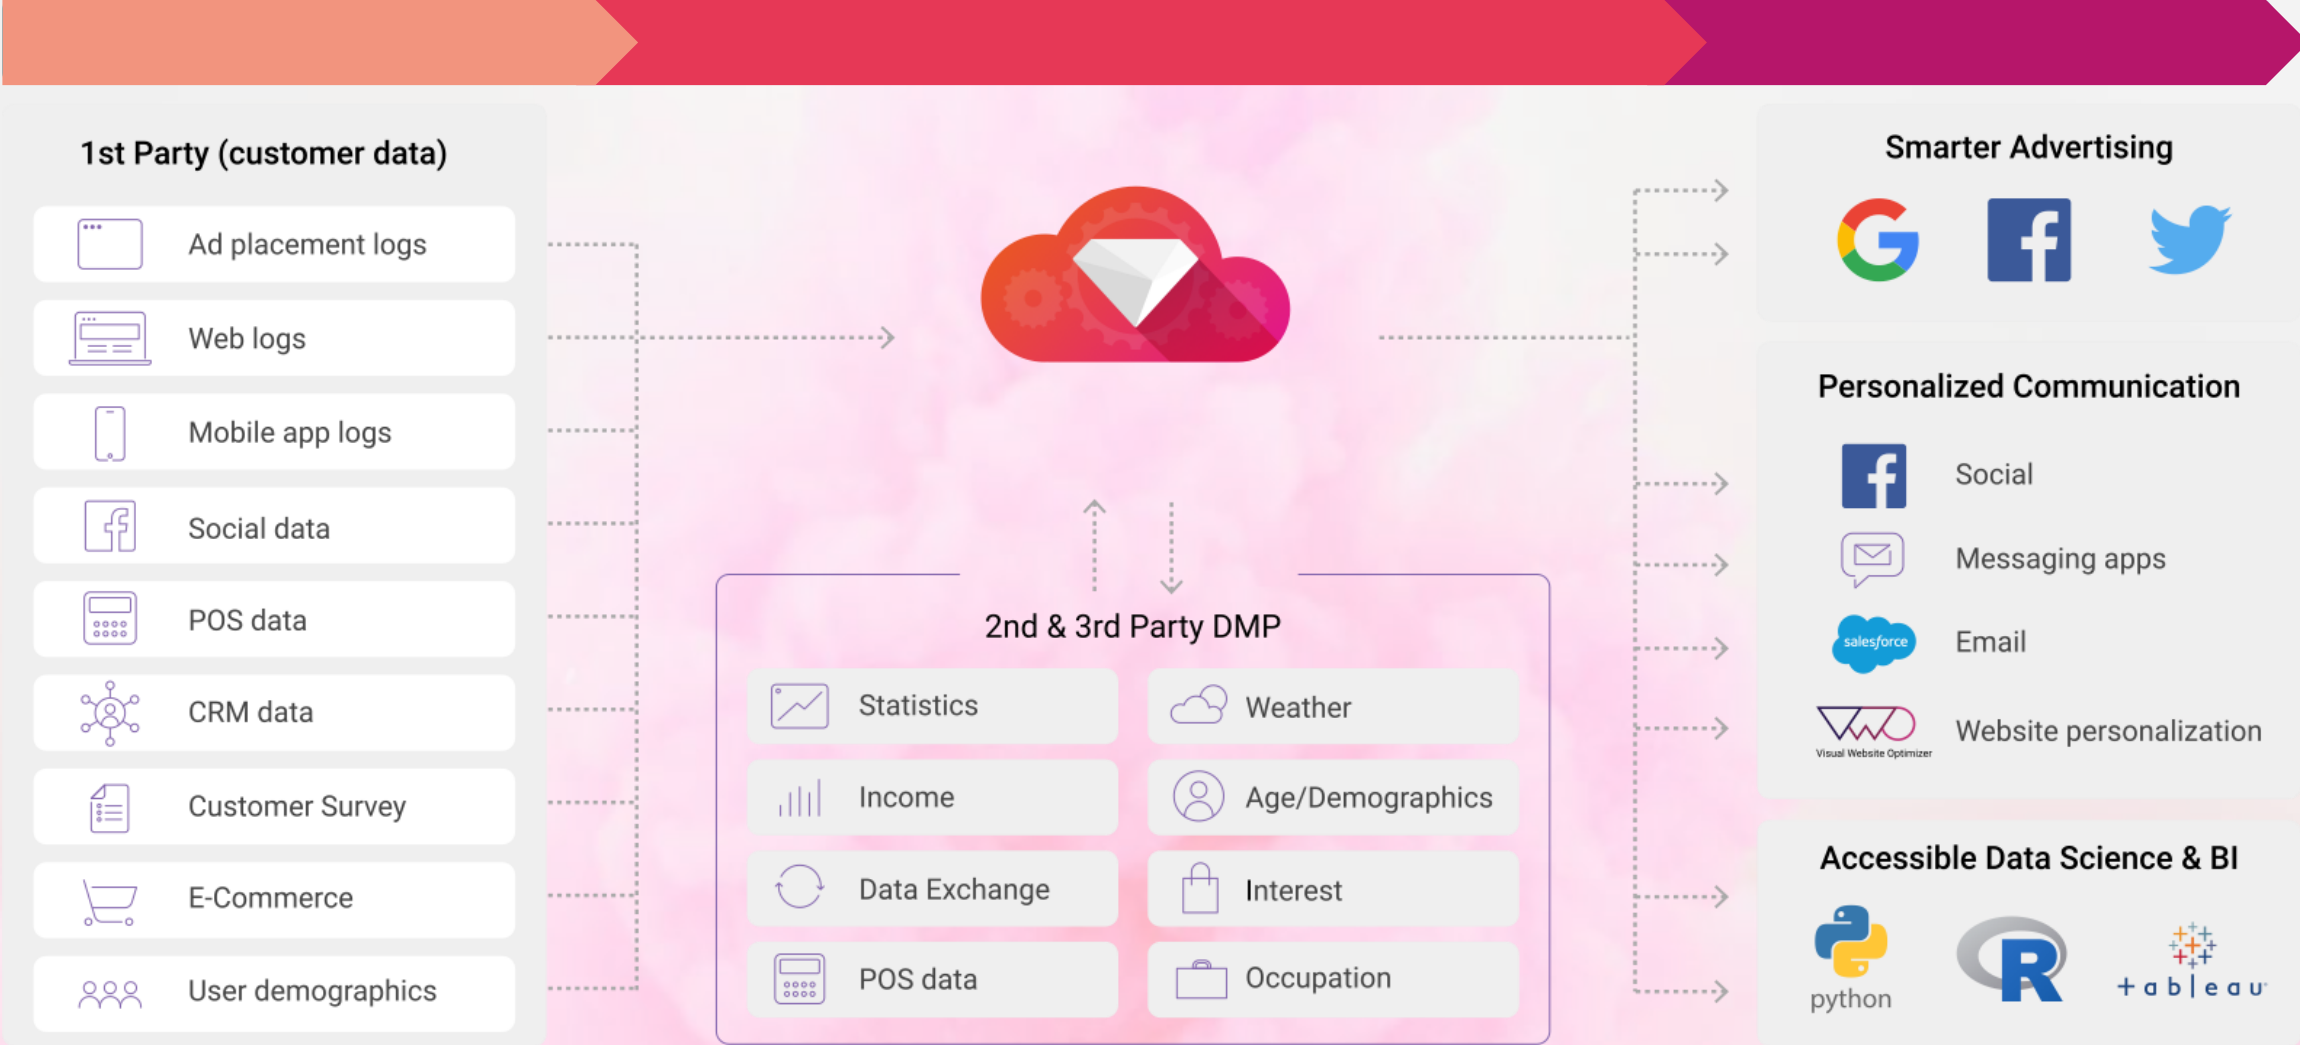 1st Party (customer data)
Ad placement logs
Web logs
Mobile app logs
Social data
POS data
CRM data
Customer Survey
E-Commerce
User demographics
2nd & 3rd Party DMP
Statistics
Weather
Income
Age/Demographics
Data Exchange
Interest
POS data
Occupation
Smarter Advertising
Personalized Communication
Social
Messaging apps
salesforce
Email
Visual Website Optimizer
Website personalization
Accessible Data Science & BI
python
R
+ableau